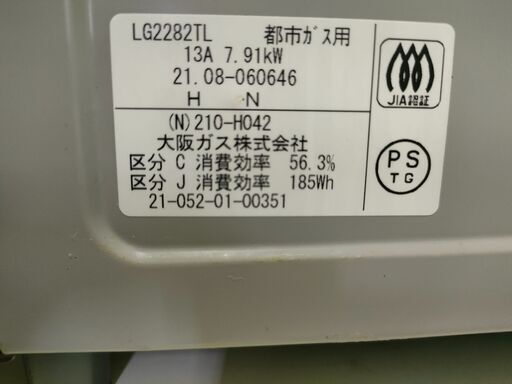 LG2282TL 都市ガス用
13A 7.91kW
21.08-060646
H N
JIA認証
(N)210-H042
大阪ガス株式会社
区分 C 消費効率 56.3%
区分 J 消費効率 185Wh
21-052-01-00351
PS
TG